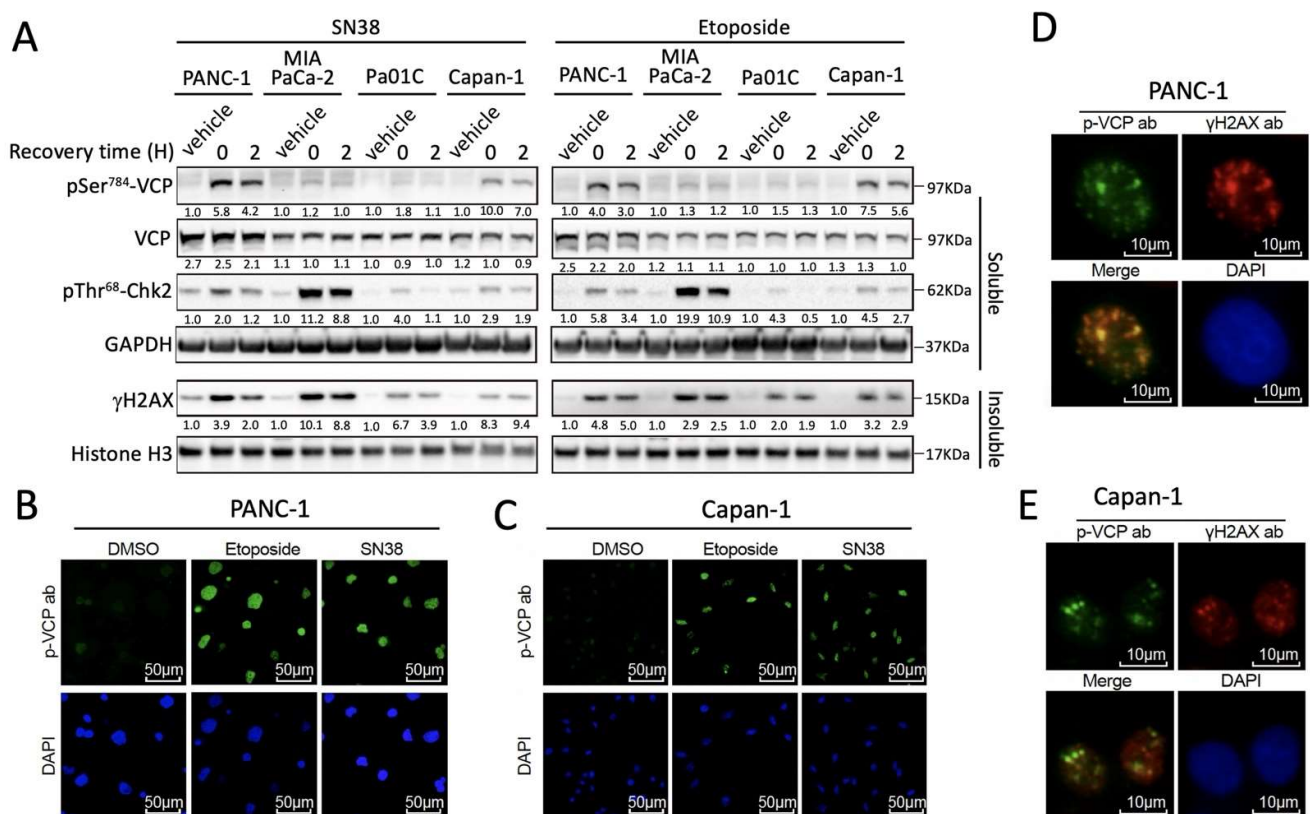 A
SN38 Etoposide
PANC-1 MIA PaCa-2 Pa01C Capan-1 PANC-1 MIA PaCa-2 Pa01C Capan-1
Recovery time (H) vehicle 0 2 vehicle 0 2 vehicle 0 2 vehicle 0 2 vehicle 0 2 vehicle 0 2 vehicle 0 2 vehicle 0 2
pSer784-VCP 97KDa
1.0 5.8 4.2 1.0 1.2 1.0 1.0 1.8 1.1 1.0 10.0 7.0 1.0 4.0 3.0 1.0 1.3 1.2 1.0 1.5 1.3 1.0 7.5 5.6
VCP 97KDa
2.7 2.5 2.1 1.1 1.0 1.1 1.0 0.9 1.0 1.2 1.0 0.9 2.5 2.2 2.0 1.2 1.1 1.1 1.0 1.0 1.0 1.3 1.3 1.0
pThr68-Chk2 62KDa
1.0 2.0 1.2 1.0 11.2 8.8 1.0 4.0 1.1 1.0 2.9 1.9 1.0 5.8 3.4 1.0 19.9 10.9 1.0 4.3 0.5 1.0 4.5 2.7
GAPDH 37KDa
Soluble
γH2AX 15KDa
1.0 3.9 2.0 1.0 10.1 8.8 1.0 6.7 3.9 1.0 8.3 9.4 1.0 4.8 5.0 1.0 2.9 2.5 1.0 2.0 1.9 1.0 3.2 2.9
Histone H3 17KDa
Insoluble
B
PANC-1
DMSO Etoposide SN38
p-VCP ab
50μm 50μm 50μm
DAPI
50μm 50μm 50μm
C
Capan-1
DMSO Etoposide SN38
p-VCP ab
50μm 50μm 50μm
DAPI
50μm 50μm 50μm
D
PANC-1
p-VCP ab γH2AX ab
10μm 10μm
Merge DAPI
10μm 10μm
E
Capan-1
p-VCP ab γH2AX ab
10μm 10μm
Merge DAPI
10μm 10μm